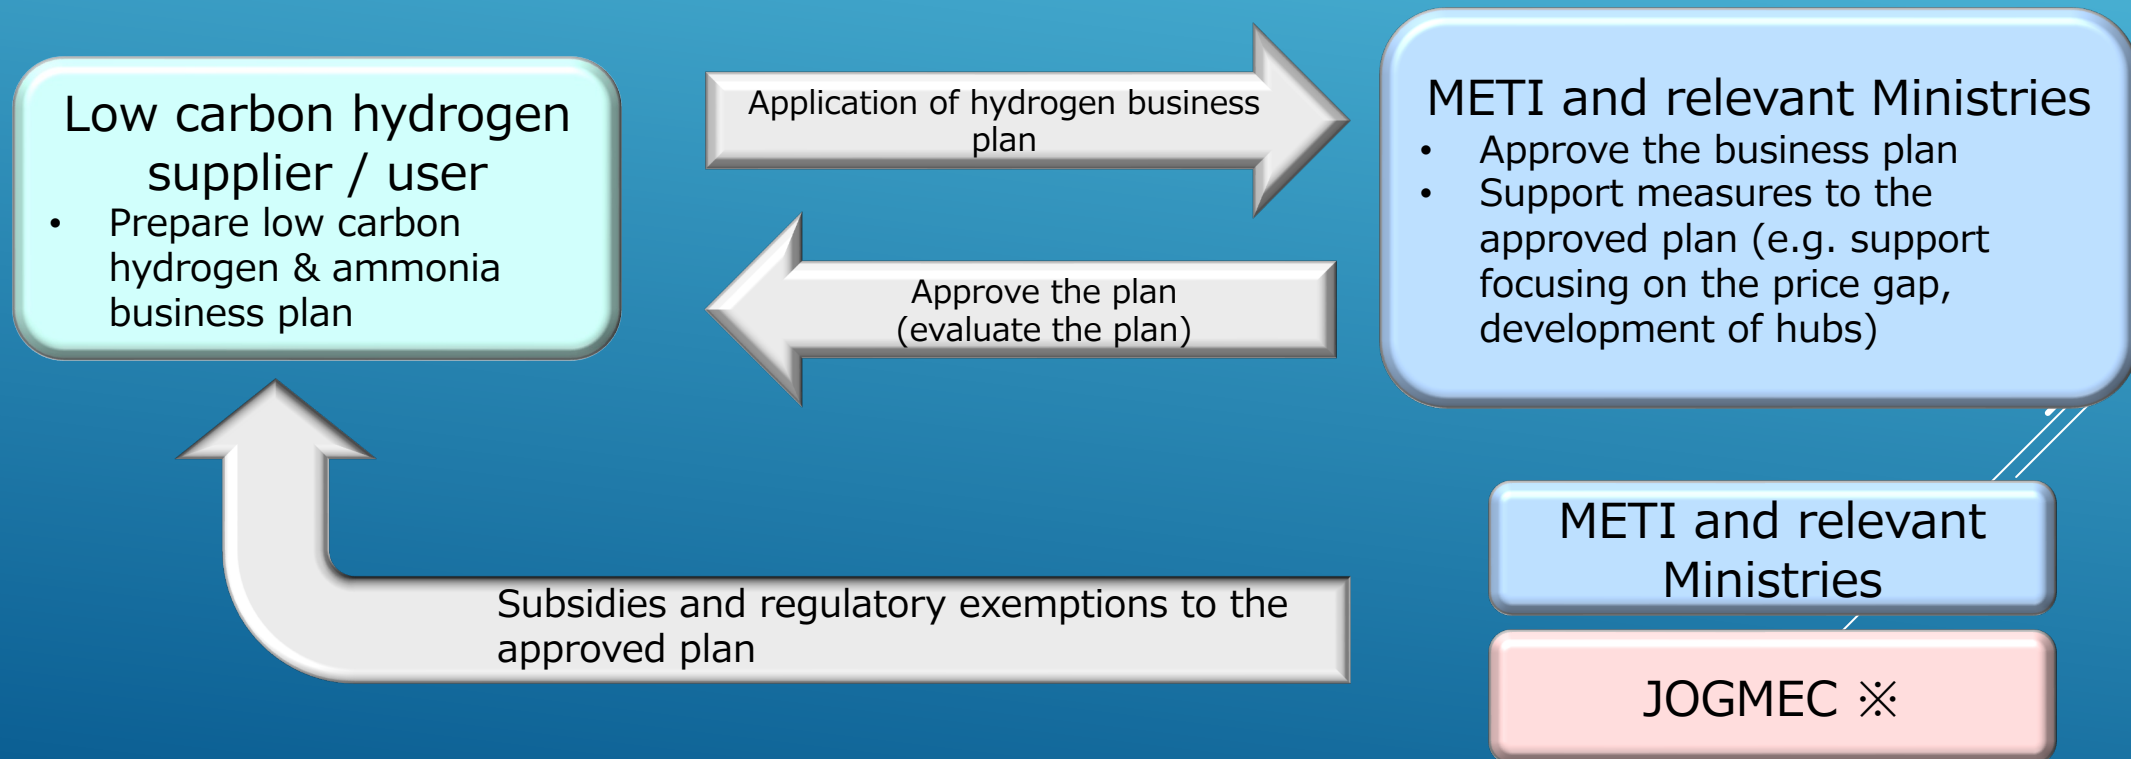 Low carbon hydrogen
supplier / user
• Prepare low carbon
hydrogen & ammonia
business plan
Application of hydrogen business
plan
Approve the plan
(evaluate the plan)
METI and relevant Ministries
• Approve the business plan
• Support measures to the
approved plan (e.g. support
focusing on the price gap,
development of hubs)
Subsidies and regulatory exemptions to the
approved plan
METI and relevant
Ministries
JOGMEC ※